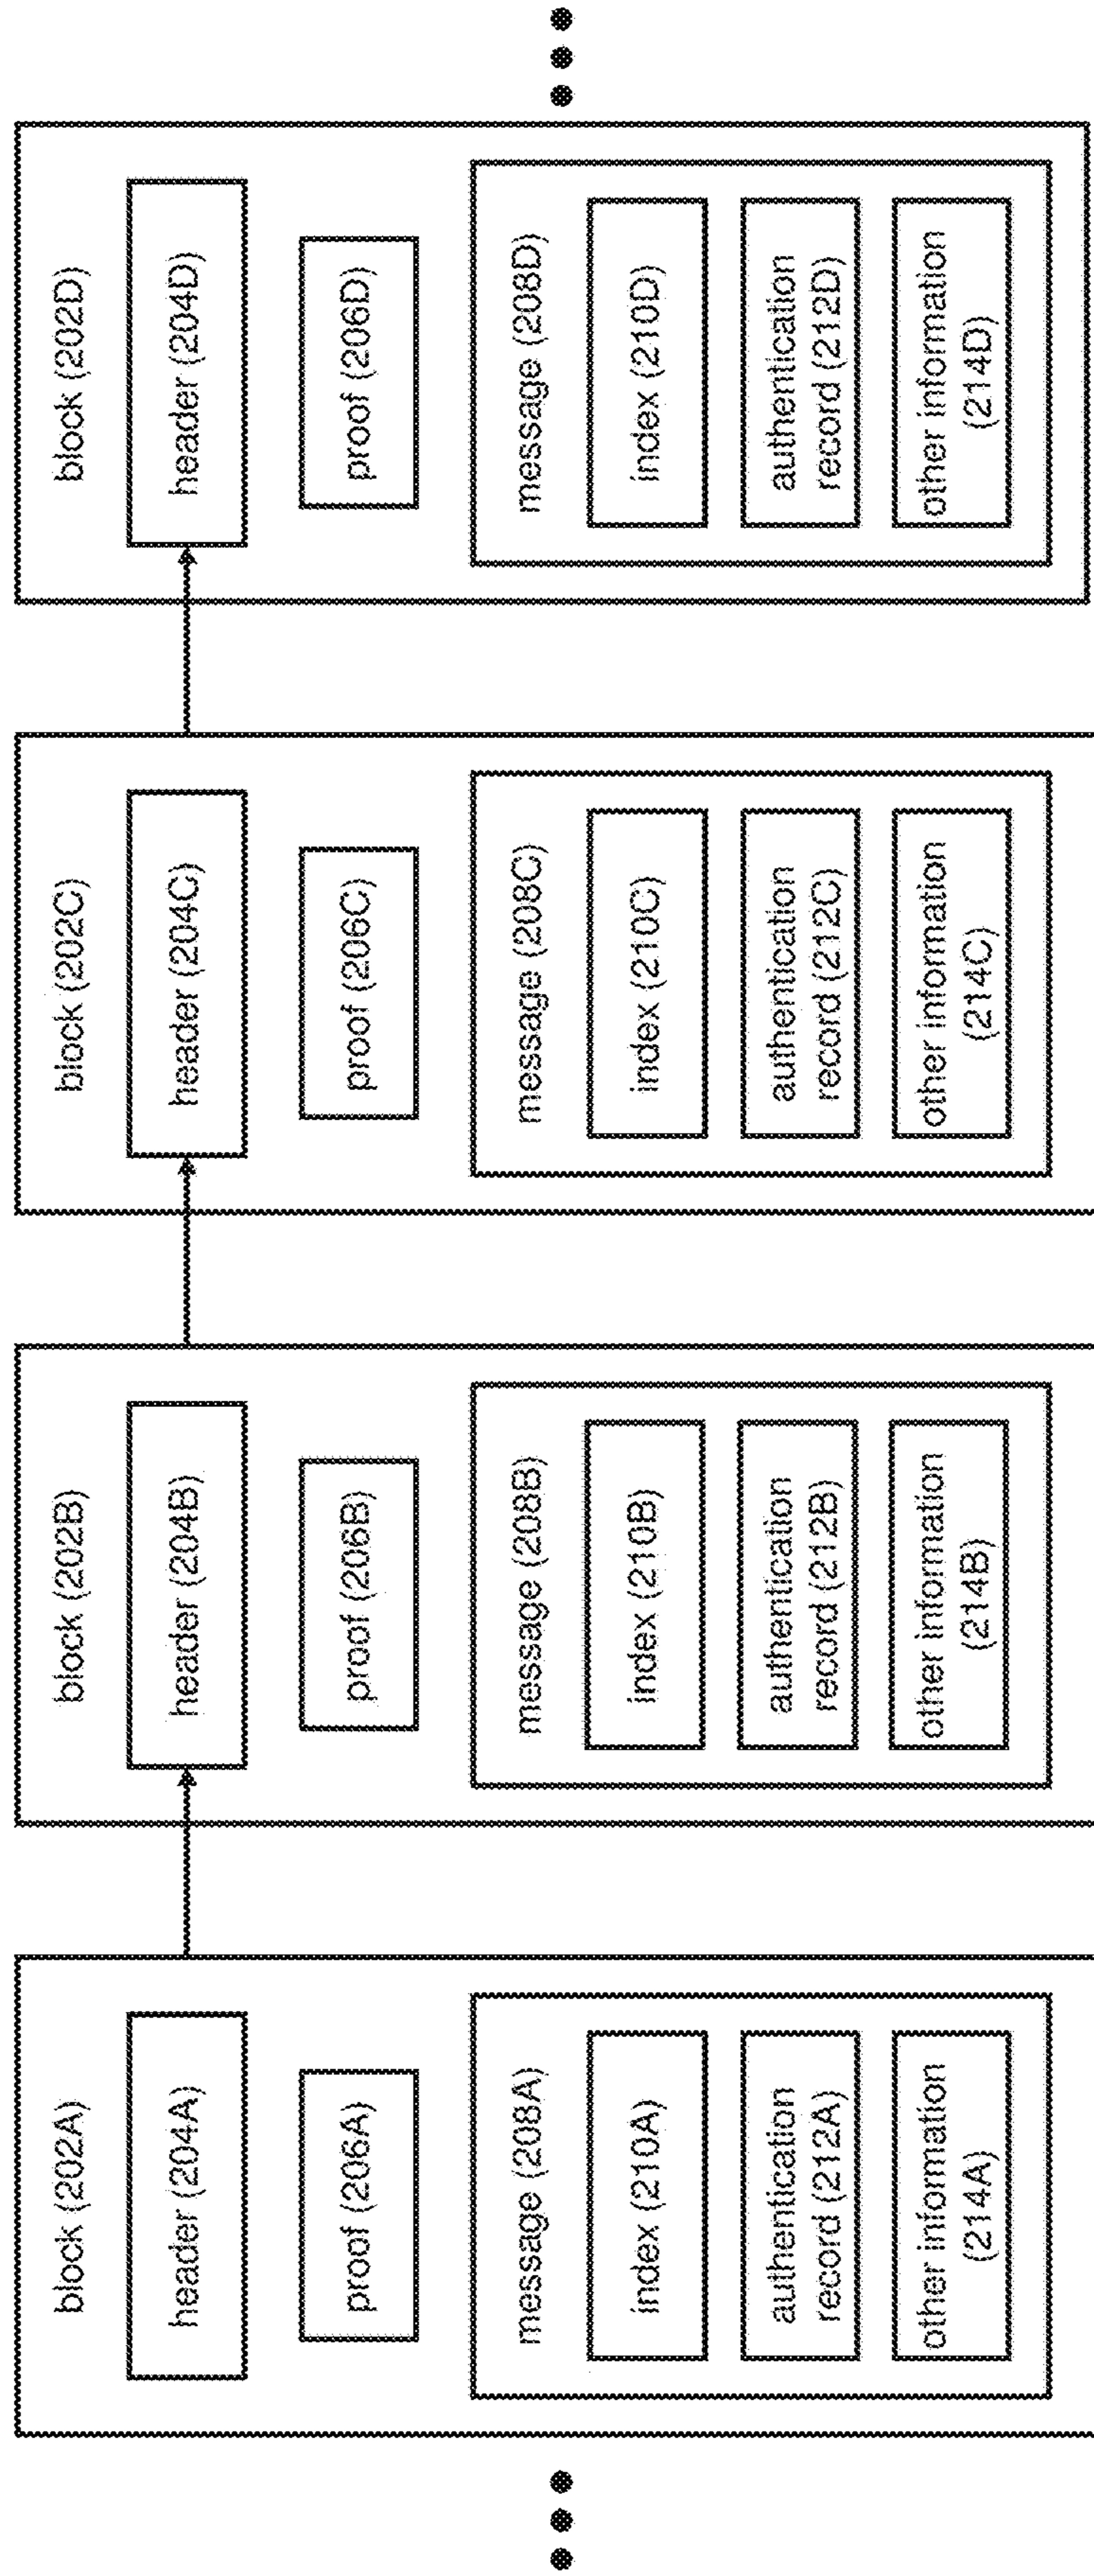 block (202A)
header (204A)
proof (206A)
message (208A)
index (210A)
authentication
record (212A)
other information
(214A)
block (202B)
header (204B)
proof (206B)
message (208B)
index (210B)
authentication
record (212B)
other information
(214B)
block (202C)
header (204C)
proof (206C)
message (208C)
index (210C)
authentication
record (212C)
other information
(214C)
block (202D)
header (204D)
proof (206D)
message (208D)
index (210D)
authentication
record (212D)
other information
(214D)